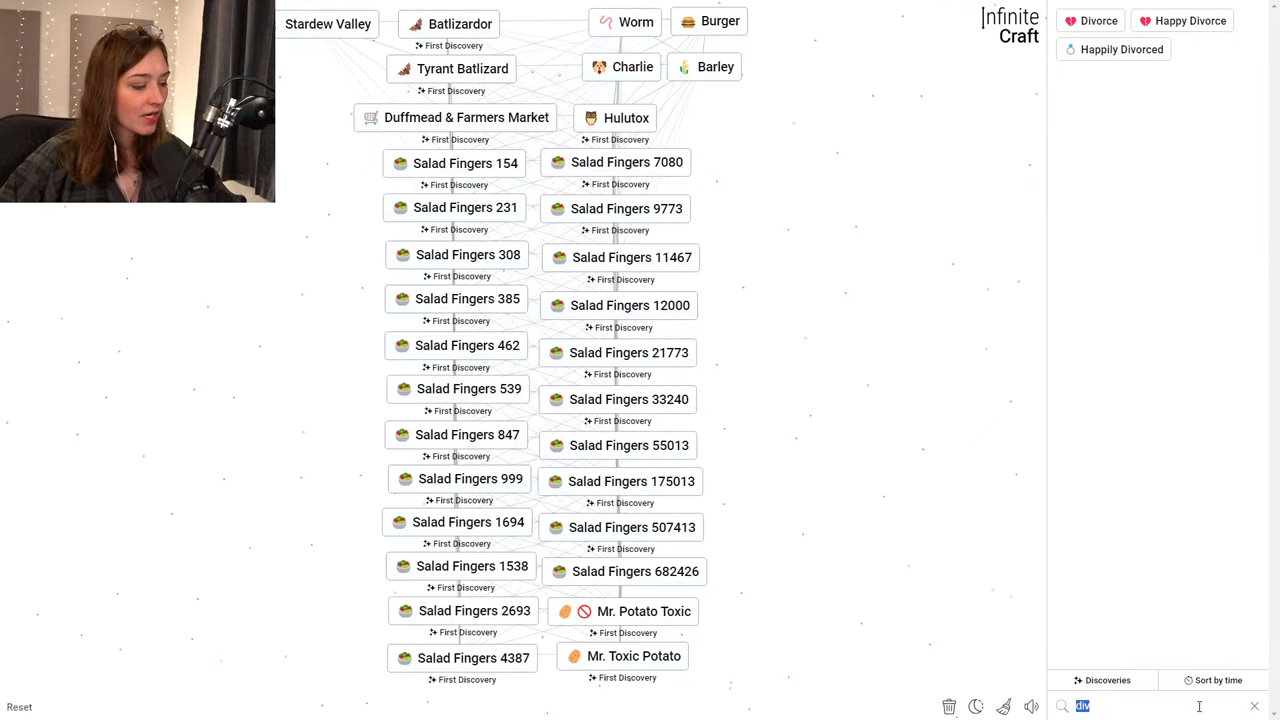 Stardew Valley
Batlizardor
First Discovery
Worm
Burger
Tyrant Batlizard
First Discovery
Charlie
Barley
Duffmead & Farmers Market
First Discovery
Hulutox
First Discovery
Salad Fingers 154
First Discovery
Salad Fingers 7080
First Discovery
Salad Fingers 231
First Discovery
Salad Fingers 9773
First Discovery
Salad Fingers 308
First Discovery
Salad Fingers 11467
First Discovery
Salad Fingers 385
First Discovery
Salad Fingers 12000
First Discovery
Salad Fingers 462
First Discovery
Salad Fingers 21773
First Discovery
Salad Fingers 539
First Discovery
Salad Fingers 33240
First Discovery
Salad Fingers 847
First Discovery
Salad Fingers 55013
First Discovery
Salad Fingers 999
First Discovery
Salad Fingers 175013
First Discovery
Salad Fingers 1694
First Discovery
Salad Fingers 507413
First Discovery
Salad Fingers 1538
First Discovery
Salad Fingers 682426
Salad Fingers 2693
First Discovery
Mr. Potato Toxic
First Discovery
Salad Fingers 4387
First Discovery
Mr. Toxic Potato
First Discovery
Infinite
Craft
Divorce
Happy Divorce
Happily Divorced
Discoveries
Sort by time
div
Reset